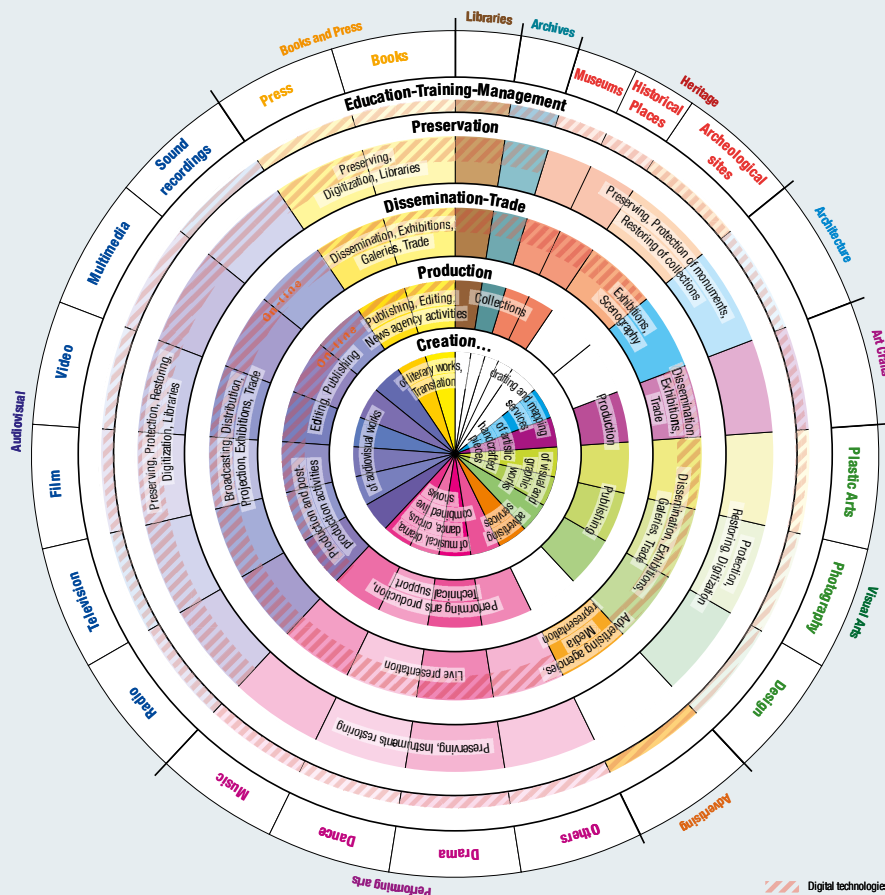 Libraries
Archives
Books and Press
Books
Press
Museums
Historical
Places
Heritage
Archeological
sites
Architecture
Art Cra
Plastic Arts
Photography
Visual Arts
Design
Advertising
Others
Drama
Dance
Music
Performing arts
Radio
Television
Film
Audiovisual
Video
Multimedia
Sound
recordings
Education-Training-Management
Preservation
Preserving,
Digitization, Libraries
Preserving, Protection of monuments,
Restoring of collections
Protection,
Restoring, Digitization
Preserving, Instruments restoring
Preserving, Protection, Restoring,
Digitization, Libraries
Dissemination-Trade
Dissemination, Exhibitions,
Galeries, Trade
Exhibitions,
Scenography
Dissemination,
Exhibitions,
Trade
Dissemination, Exhibitions,
Galeries, Trade
Advertising agencies,
Media
representation
Live presentation
Broadcasting, Distribution,
Projection, Exhibitions, Trade
Production
Publishing, Editing,
News agency activities
Collections
Production
Publishing
Performing arts production,
Technical support
Production and post-
production activities
Editing, Publishing
Creation...
of literary works,
Translation
drafting and mapping
services
of artistic
handcrafted
pieces
of visual and
graphic
works
advertising
services
of musical, drama,
dance, circus,
combined live
shows
of audiovisual woks
Digital technologies